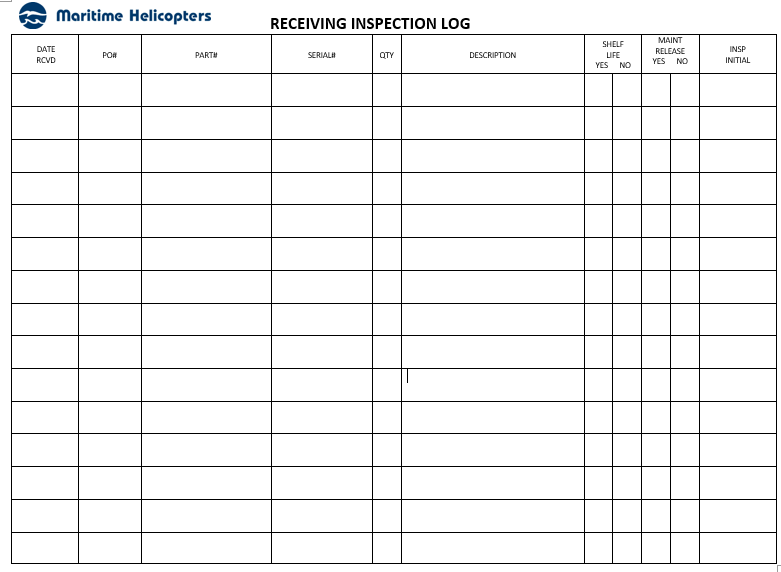 Maritime Helicopters
RECEIVING INSPECTION LOG
DATE
RCVD
PO#
PART#
SERIAL#
QTY
DESCRIPTION
SHELF
LIFE
YES NO
MAINT
RELEASE
YES NO
INSP
INITIAL